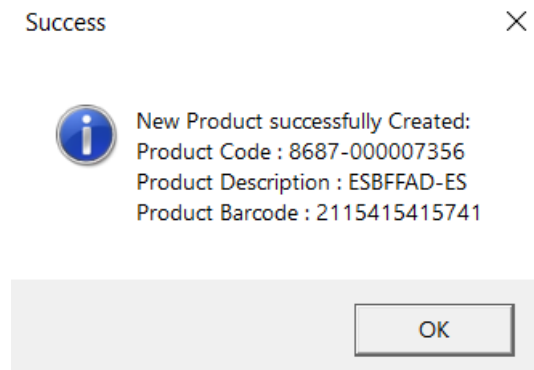 Success
New Product successfully Created:
Product Code : 8687-000007356
Product Description : ESBFFAD-ES
Product Barcode : 2115415415741
OK